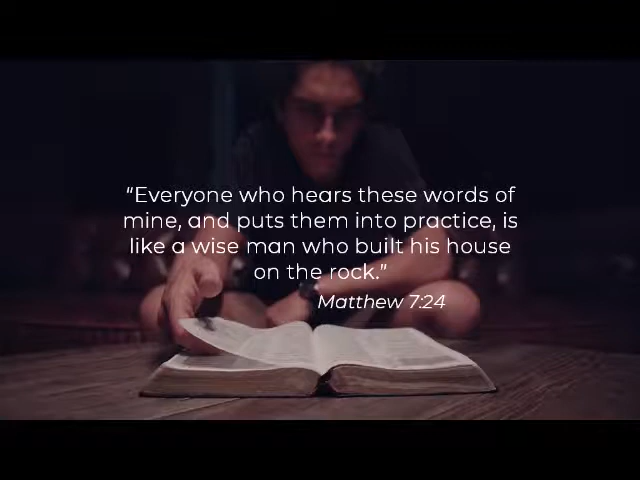 "Everyone who hears these words of
mine, and puts them into practice, is
like a wise man who built his house
on the rock."
Matthew 7:24